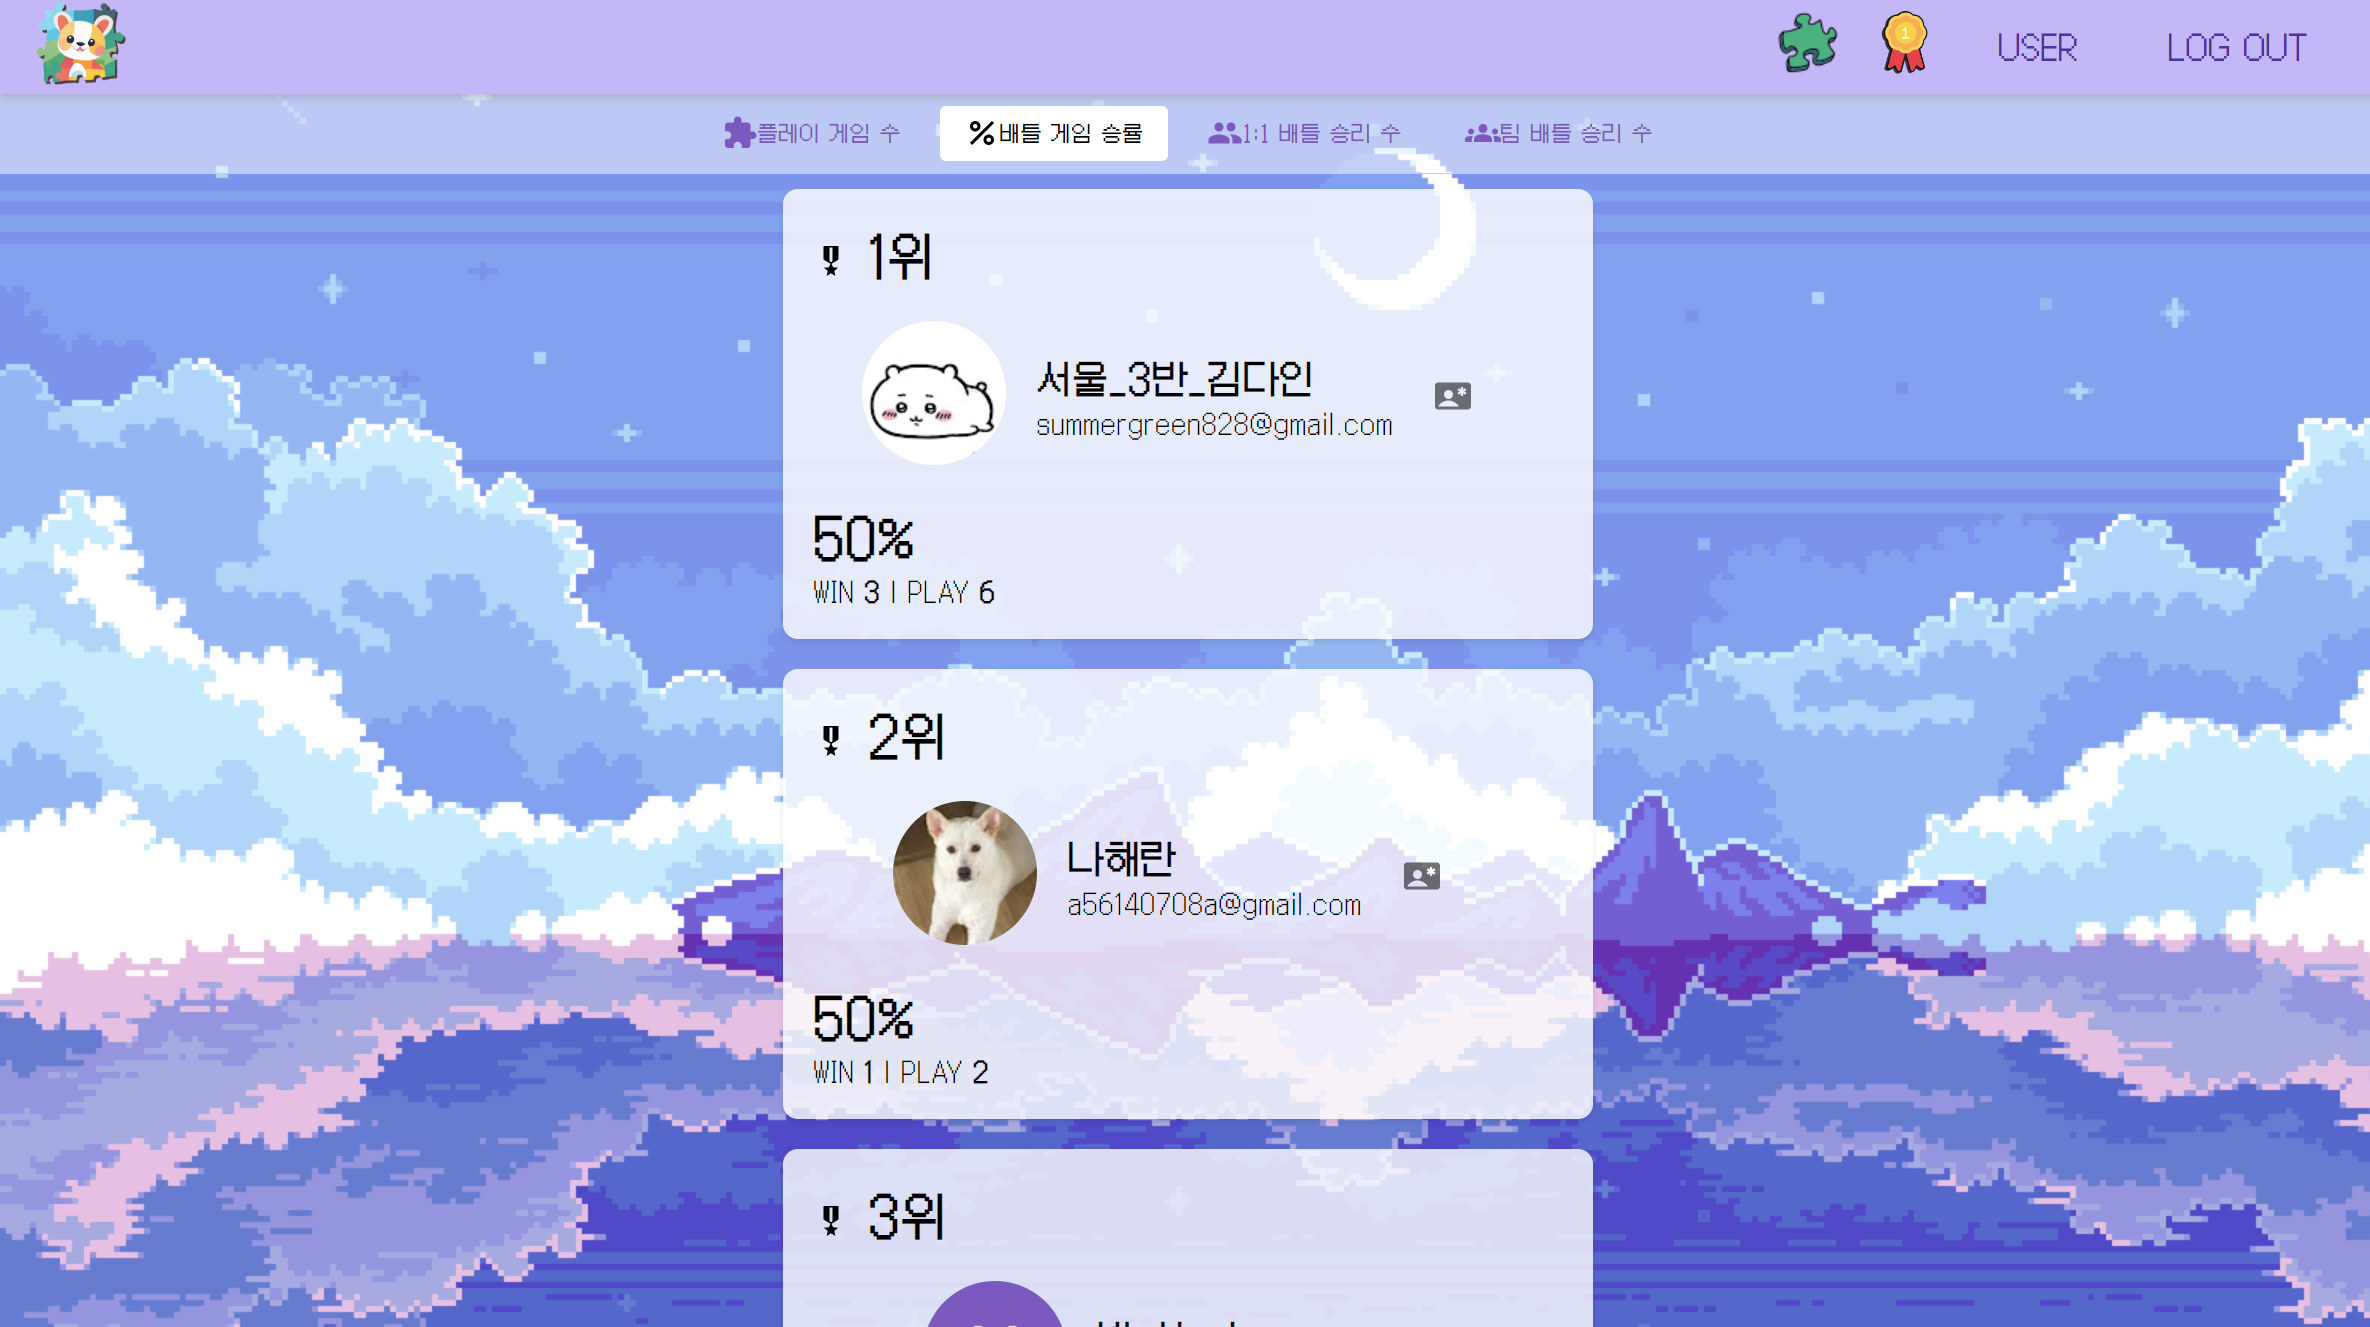 1
USER
LOG OUT
플레이 게임 수
배틀 게임 승률
1:1 배틀 승리 수
팀 배틀 승리 수
1위
서울_3반_김다인
summergreen828@gmail.com
50%
WIN 3 | PLAY 6
2위
나해란
a56140708a@gmail.com
50%
WIN 1 | PLAY 2
3위